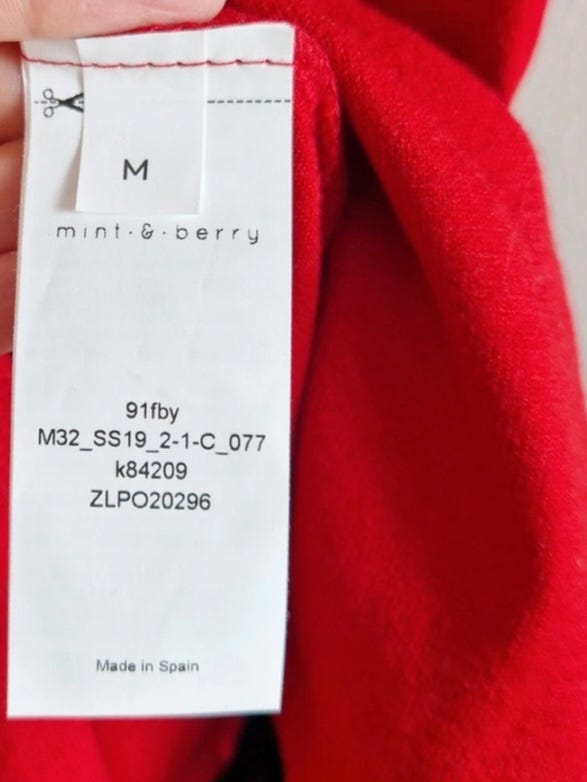 M
mint·&·berry
91fby
M32_SS19_2-1-C_077
k84209
ZLPO20296
Made in Spain